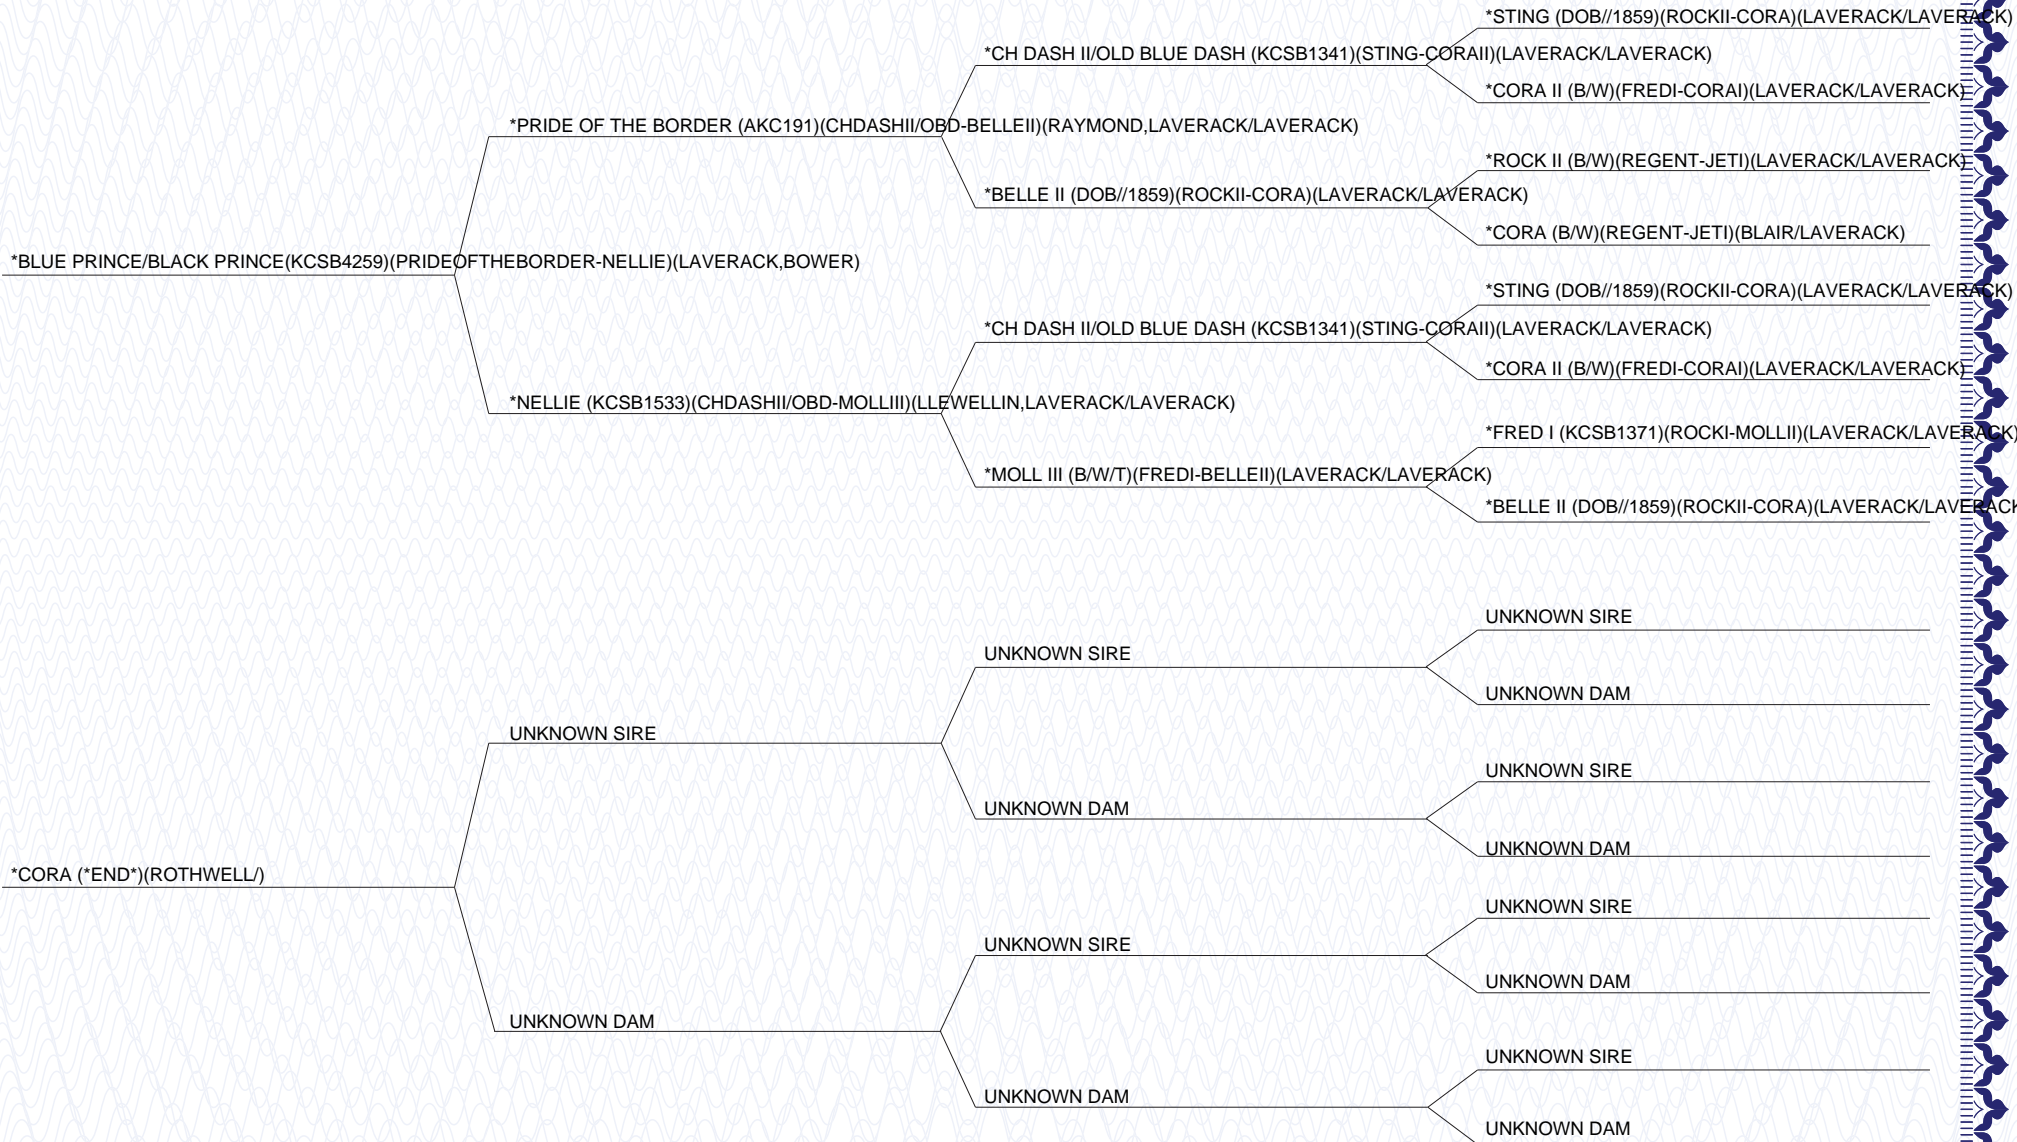 *STING (DOB//1859)(ROCKII-CORA)(LAVERACK/LAVERACK)
*CH DASH II/OLD BLUE DASH (KCSB1341)(STING-CORAII)(LAVERACK/LAVERACK)
*CORA II (B/W)(FREDI-CORAI)(LAVERACK/LAVERACK)
*PRIDE OF THE BORDER (AKC191)(CHDASHII/OBD-BELLEII)(RAYMOND,LAVERACK/LAVERACK)
*ROCK II (B/W)(REGENT-JETI)(LAVERACK/LAVERACK)
*BELLE II (DOB//1859)(ROCKII-CORA)(LAVERACK/LAVERACK)
*CORA (B/W)(REGENT-JETI)(BLAIR/LAVERACK)
*BLUE PRINCE/BLACK PRINCE(KCSB4259)(PRIDEOFTHEBORDER-NELLIE)(LAVERACK,BOWER)
*STING (DOB//1859)(ROCKII-CORA)(LAVERACK/LAVERACK)
*CH DASH II/OLD BLUE DASH (KCSB1341)(STING-CORAII)(LAVERACK/LAVERACK)
*CORA II (B/W)(FREDI-CORAI)(LAVERACK/LAVERACK)
*NELLIE (KCSB1533)(CHDASHII/OBD-MOLLIII)(LLEWELLIN,LAVERACK/LAVERACK)
*FRED I (KCSB1371)(ROCKI-MOLLII)(LAVERACK/LAVERACK)
*MOLL III (B/W/T)(FREDI-BELLEII)(LAVERACK/LAVERACK)
*BELLE II (DOB//1859)(ROCKII-CORA)(LAVERACK/LAVERACK
UNKNOWN SIRE
UNKNOWN SIRE
UNKNOWN DAM
UNKNOWN SIRE
UNKNOWN SIRE
UNKNOWN DAM
UNKNOWN DAM
*CORA (*END*)(ROTHWELL/)
UNKNOWN SIRE
UNKNOWN SIRE
UNKNOWN DAM
UNKNOWN DAM
UNKNOWN SIRE
UNKNOWN DAM
UNKNOWN DAM